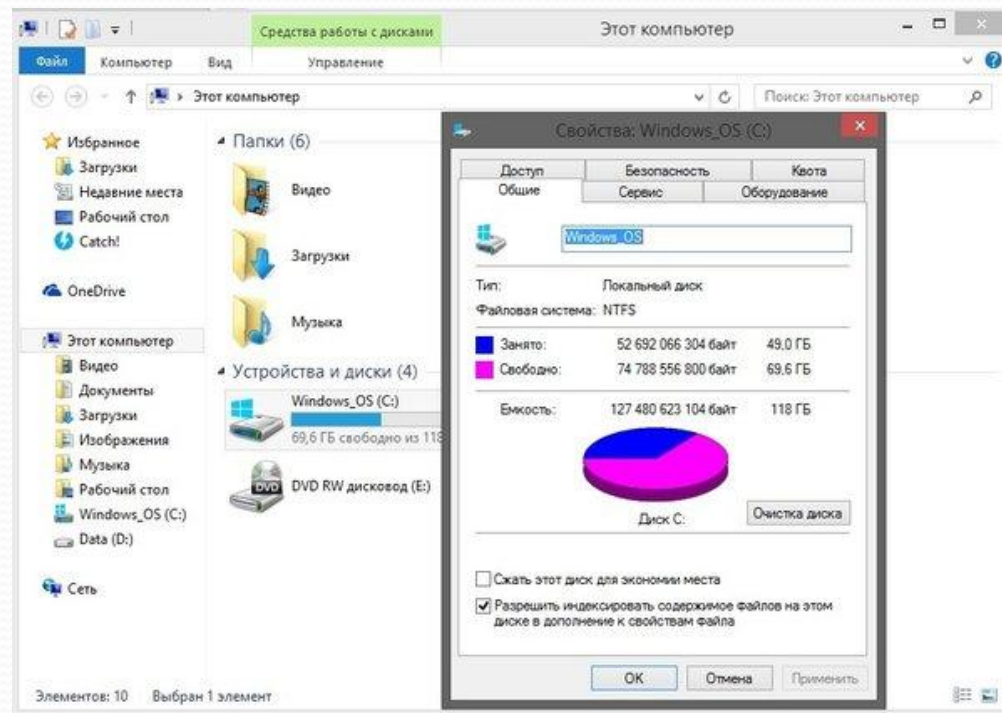 Средства работы с дисками
Этот компьютер
Файл
Компьютер
Вид
Управление
Этот компьютер
Поиск: Этот компьютер
Избранное
Загрузки
Недавние места
Рабочий стол
Catch!
OneDrive
Этот компьютер
Видео
Документы
Загрузки
Изображения
Музыка
Рабочий стол
Windows_OS (C:)
Data (D:)
Сеть
Папки (6)
Видео
Загрузки
Музыка
Устройства и диски (4)
Windows_OS (C:)
69,6 ГБ свободно из 118
DVD
DVD RW дисковод (E:)
Свойства: Windows_OS (C:)
Доступ Безопасность Квота
Общие Сервис Оборудование
Windows_OS
Тип: Локальный диск
Файловая система: NTFS
Занято: 52 692 066 304 байт 49,0 ГБ
Свободно: 74 788 556 800 байт 69,6 ГБ
Емкость: 127 480 623 104 байт 118 ГБ
Диск C:
Очистка диска
Сжать этот диск для экономии места
Разрешить индексировать содержимое файлов на этом
диске в дополнение к свойствам файла
OK
Отмена
Применить
Элементов: 10 Выбран 1 элемент